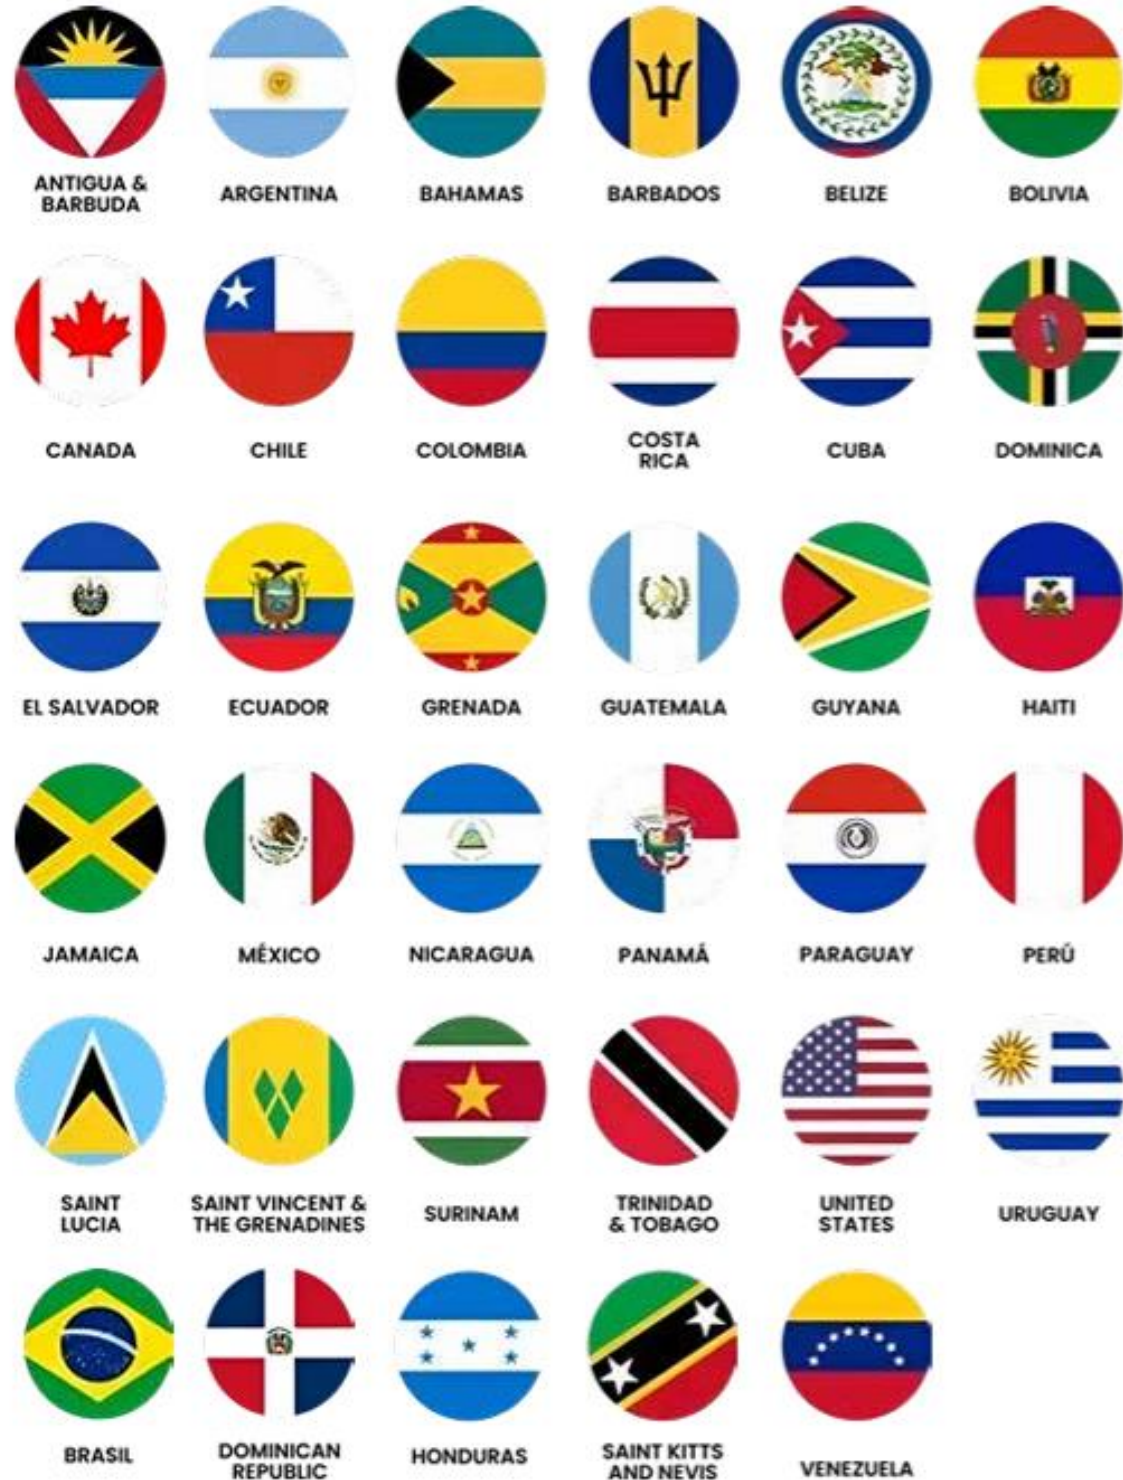 ANTIGUA &
BARBUDA
ARGENTINA
BAHAMAS
BARBADOS
BELIZE
BOLIVIA
CANADA
CHILE
COLOMBIA
COSTA
RICA
CUBA
DOMINICA
EL SALVADOR
ECUADOR
GRENADA
GUATEMALA
GUYANA
HAITI
JAMAICA
MÉXICO
NICARAGUA
PANAMÁ
PARAGUAY
PERÚ
SAINT
LUCIA
SAINT VINCENT &
THE GRENADINES
SURINAM
TRINIDAD
& TOBAGO
UNITED
STATES
URUGUAY
BRASIL
DOMINICAN
REPUBLIC
HONDURAS
SAINT KITTS
AND NEVIS
VENEZUELA